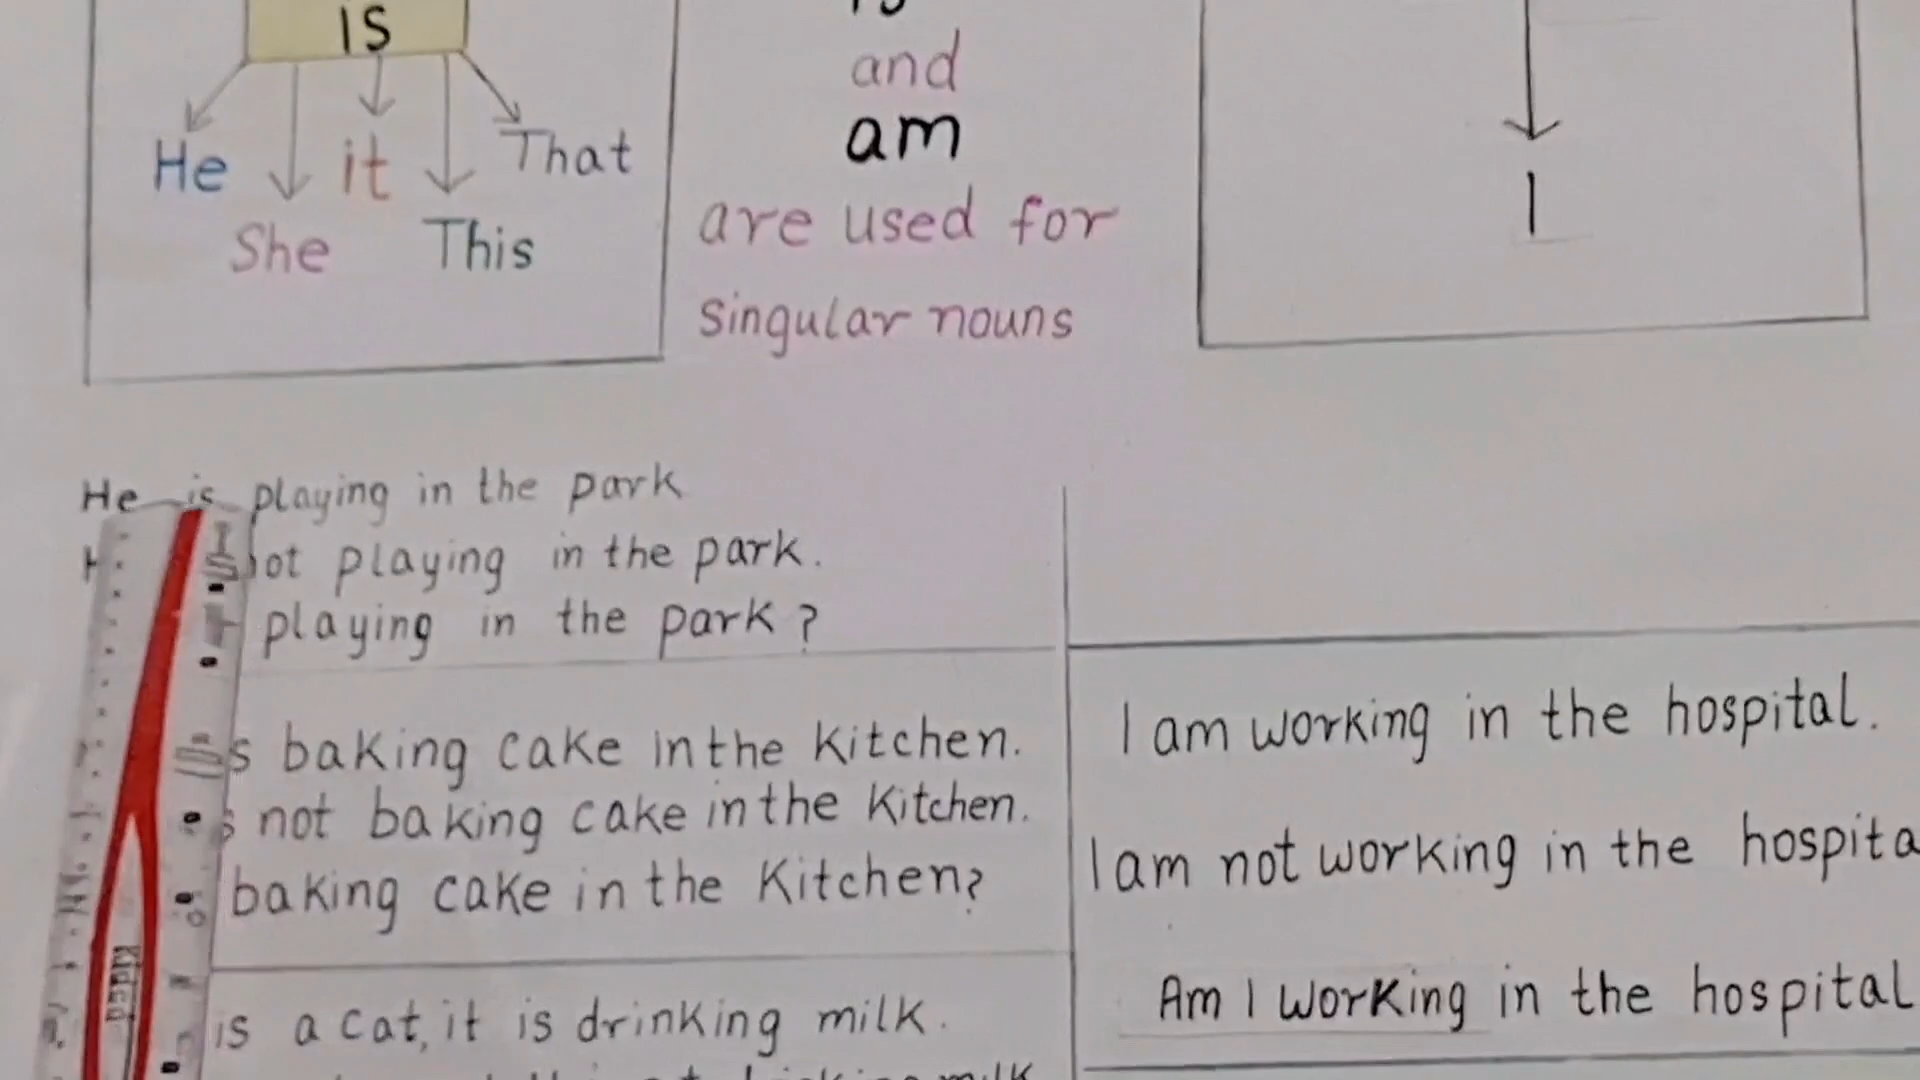 is
He
it
That
She
This
and
am
are used for
singular nouns
I
He is playing in the park
playing in the park.
playing in the park?
baking cake in the Kitchen.
not baking cake in the Kitchen.
baking cake in the Kitchen?
is a cat, it is drinking milk.
I am working in the hospital.
I am not working in the
Am I working in the hospital